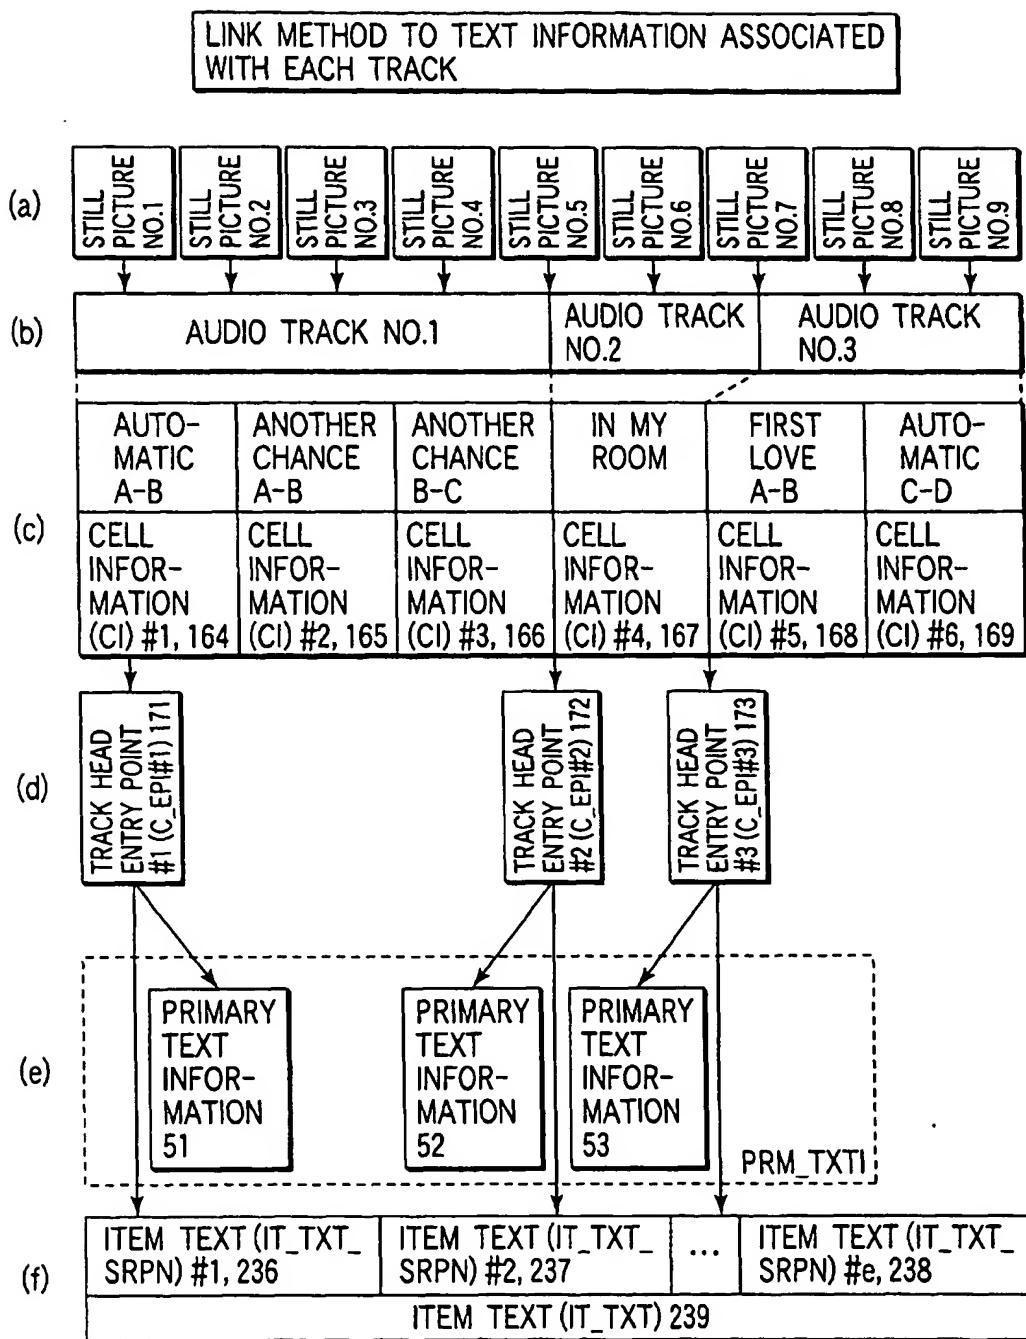 LINK METHOD TO TEXT INFORMATION ASSOCIATED
WITH EACH TRACK
(a)
STILL
PICTURE
NO.1
STILL
PICTURE
NO.2
STILL
PICTURE
NO.3
STILL
PICTURE
NO.4
STILL
PICTURE
NO.5
STILL
PICTURE
NO.6
STILL
PICTURE
NO.7
STILL
PICTURE
NO.8
STILL
PICTURE
NO.9
(b)
AUDIO TRACK NO.1
AUDIO TRACK
NO.2
AUDIO TRACK
NO.3
(c)
AUTO-
MATIC
A-B
ANOTHER
CHANCE
A-B
ANOTHER
CHANCE
B-C
IN MY
ROOM
FIRST
LOVE
A-B
AUTO-
MATIC
C-D
CELL
INFOR-
MATION
(CI) #1, 164
CELL
INFOR-
MATION
(CI) #2, 165
CELL
INFOR-
MATION
(CI) #3, 166
CELL
INFOR-
MATION
(CI) #4, 167
CELL
INFOR-
MATION
(CI) #5, 168
CELL
INFOR-
MATION
(CI) #6, 169
(d)
TRACK HEAD
ENTRY POINT
#1 (C_EPI#1) 171
TRACK HEAD
ENTRY POINT
#2 (C_EPI#2) 172
TRACK HEAD
ENTRY POINT
#3 (C_EPI#3) 173
(e)
PRIMARY
TEXT
INFOR-
MATION
51
PRIMARY
TEXT
INFOR-
MATION
52
PRIMARY
TEXT
INFOR-
MATION
53
PRM_TXTI
(f)
ITEM TEXT (IT_TXT_
SRPN) #1, 236
ITEM TEXT (IT_TXT_
SRPN) #2, 237
...
ITEM TEXT (IT_TXT_
SRPN) #e, 238
ITEM TEXT (IT_TXT) 239